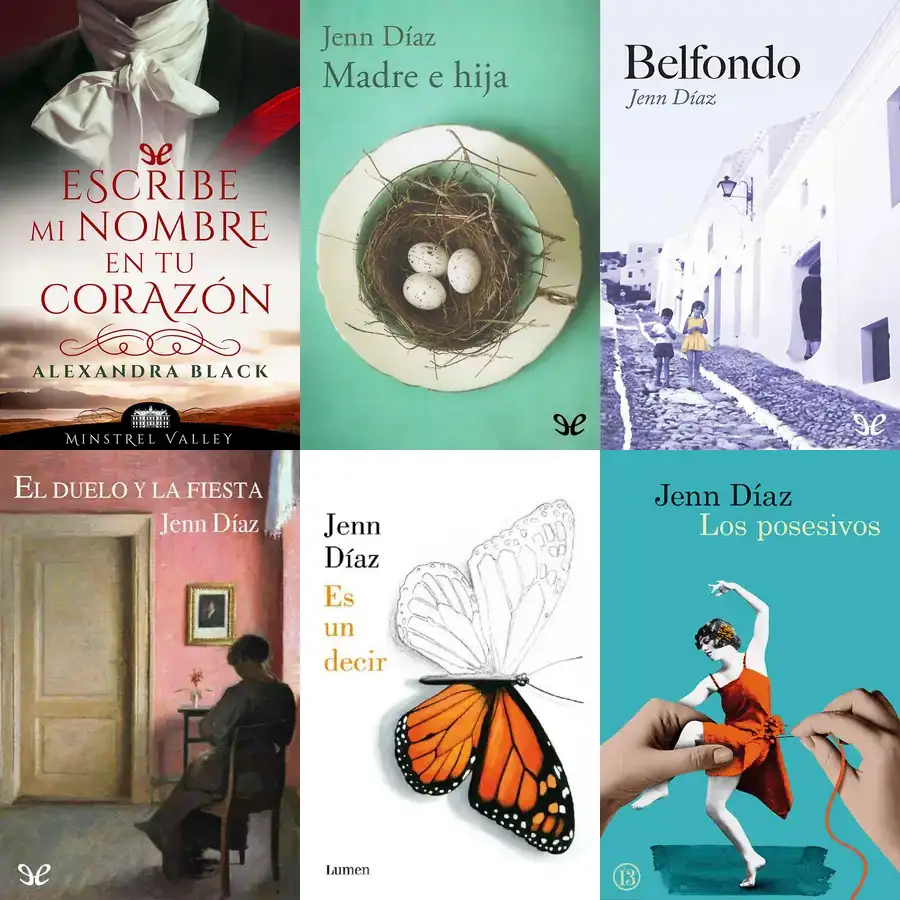 ESCRIBE
MI NOMBRE
EN TU
CORAZÓN
ALEXANDRA BLACK
MINSTREL VALLEY
Jenn Díaz
Madre e hija
Belfondo
Jenn Díaz
EL DUELO Y LA FIESTA
Jenn Díaz
Jenn
Díaz
Es
un
decir
Lumen
Jenn Díaz
Los posesivos
13